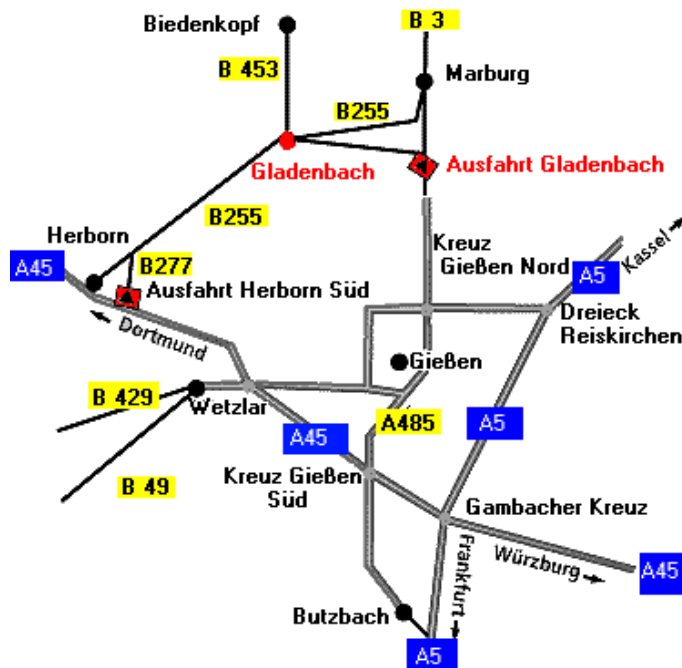 Biedenkopf
B 3
B 453
Marburg
B255
Gladenbach
Ausfahrt Gladenbach
B255
Herborn
A45
B277
Ausfahrt Herborn Süd
Dortmund
Kreuz
Gießen Nord
A5
Kassel
Dreieck
Reiskirchen
Gießen
B 429
Wetzlar
A485
A5
A45
B 49
Kreuz Gießen
Süd
Gambacher Kreuz
Frankfurt
Würzburg
A45
Butzbach
A5